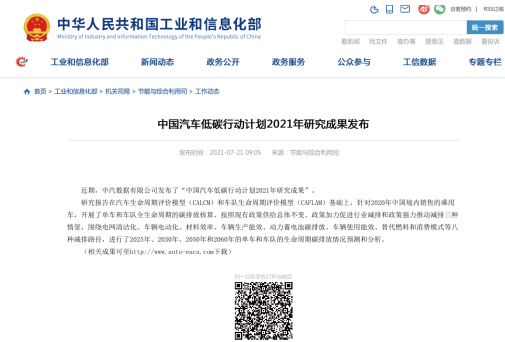 中华人民共和国工业和信息化部
Ministry of Industry and Information Technology of the People's Republic of China
访客预约 | RSS订阅
统一搜索
看新闻 找文件 查办事 提意见 查数据 要投诉
工业和信息化部 新闻动态 政务公开 政务服务 公众参与 工信数据 专题专栏
首页 > 工业和信息化部 > 机关司局 > 节能与综合利用司 > 工作动态
中国汽车低碳行动计划2021年研究成果发布
发布时间：2021-07-21 09:05 来源：节能与综合利用司
近期，中汽数据有限公司发布了“中国汽车低碳行动计划2021年研究成果”。
研究报告在汽车生命周期评价模型（CALCM）和车队生命周期评价模型（CAFLAM）基础上，针对2020年中国境内销售的乘用
车，开展了单车和车队全生命周期的碳排放核算，按照现有政策供给总体不变、政策加力促进行业减排和政策强力推动减排三种
情景，围绕电网清洁化、车辆电动化、材料效率、车辆生产能效、动力蓄电池碳排放、车辆使用能效、替代燃料和消费模式等八
种减排路径，进行了2025年、2030年、2050年和2060年的单车和车队的生命周期碳排放情况预测和分析。
（相关成果可至http://www.auto-eaca.com下载）
扫一扫在手机打开当前页